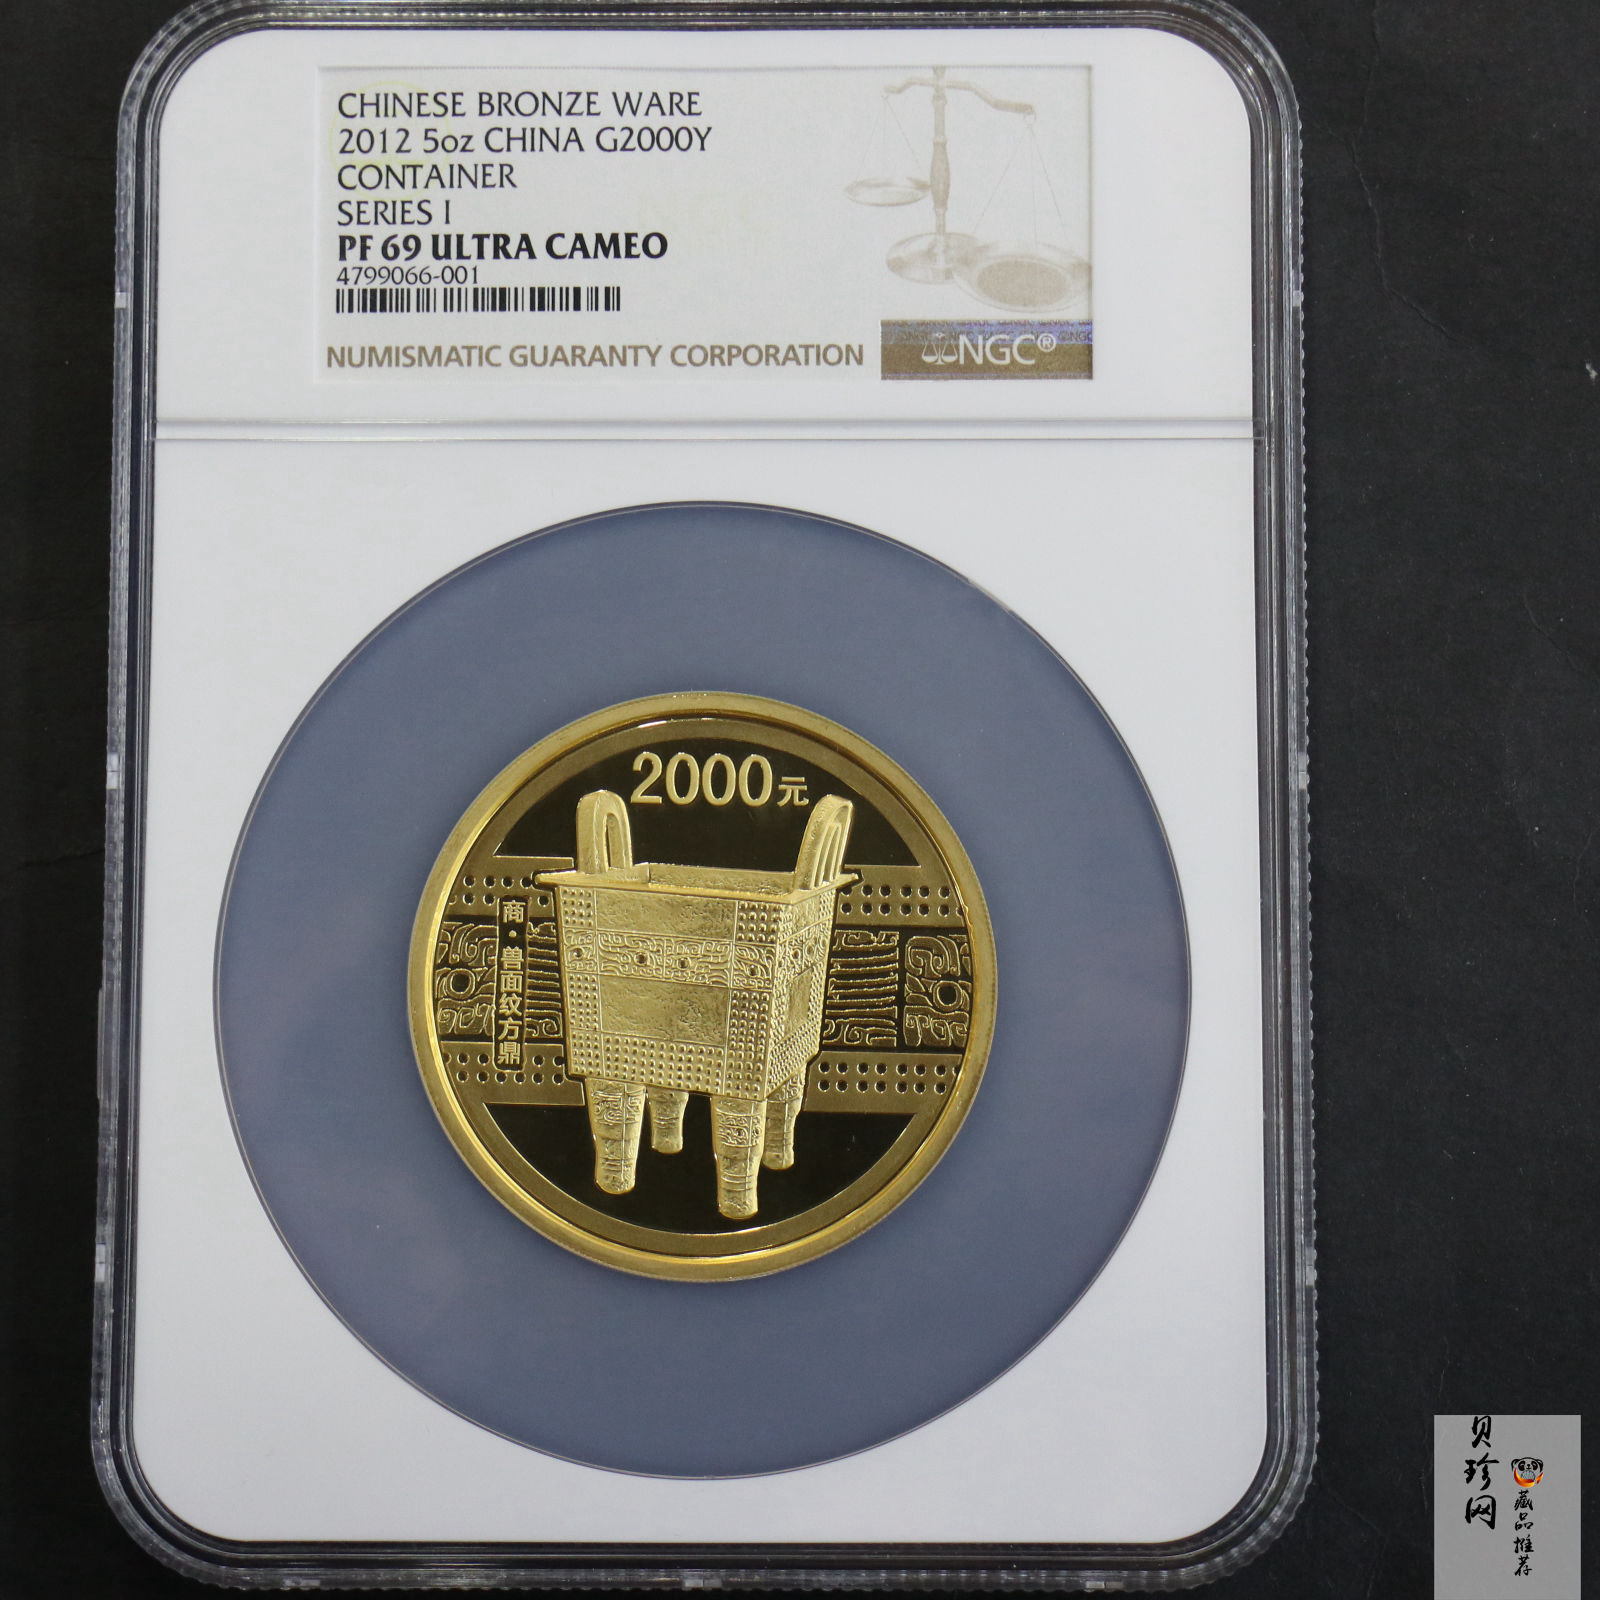 CHINESE BRONZE WARE
2012 5oz CHINA G2000Y
CONTAINER
SERIES I
PF 69 ULTRA CAMEO
4799066-001
NUMISMATIC GUARANTY CORPORATION
NGC®
2000元
商·兽面纹方鼎
贝珍网
藏品推荐